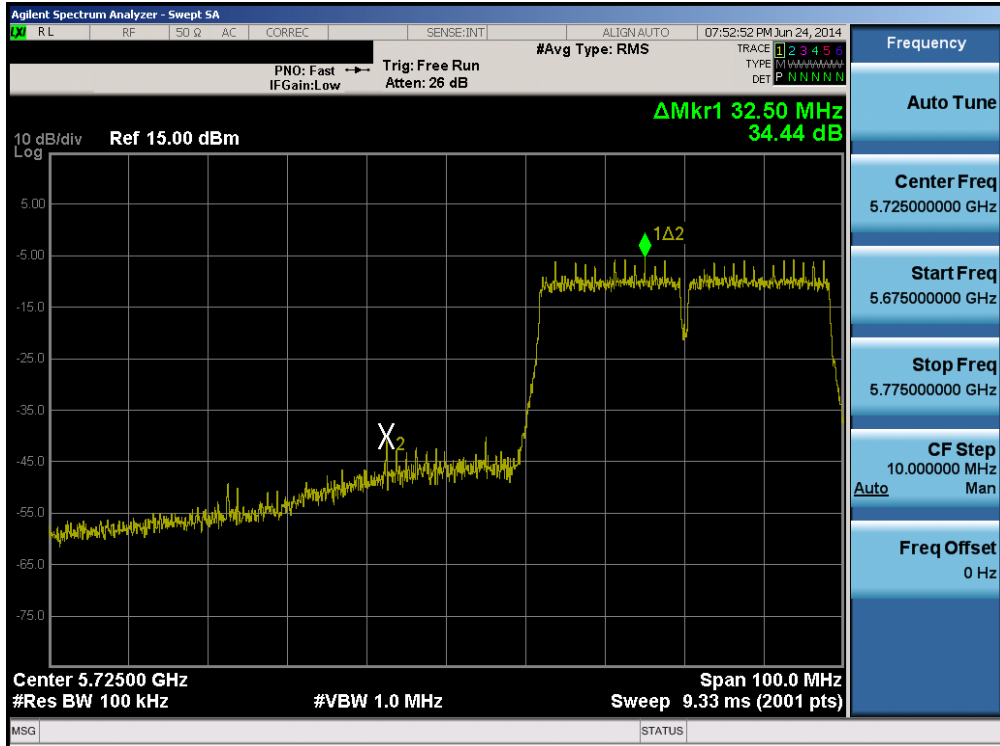 Agilent Spectrum Analyzer - Swept SA
LXI RL RF 50 Ω AC CORREC SENSE:INT ALIGN AUTO 07:52:52 PM Jun 24, 2014
#Avg Type: RMS TRACE 1 2 3 4 5 6
PNO: Fast Trig: Free Run TYPE M WWWWW
IFGain:Low Atten: 26 dB DET P N N N N N
ΔMkr1 32.50 MHz
10 dB/div Ref 15.00 dBm 34.44 dB
Log
5.00
1Δ2
-5.00
-15.0
-25.0
-35.0
X2
-45.0
-55.0
-65.0
-75.0
Center 5.72500 GHz Span 100.0 MHz
#Res BW 100 kHz #VBW 1.0 MHz Sweep 9.33 ms (2001 pts)
MSG STATUS
Frequency
Auto Tune
Center Freq
5.725000000 GHz
Start Freq
5.675000000 GHz
Stop Freq
5.775000000 GHz
CF Step
10.000000 MHz
Auto Man
Freq Offset
0 Hz